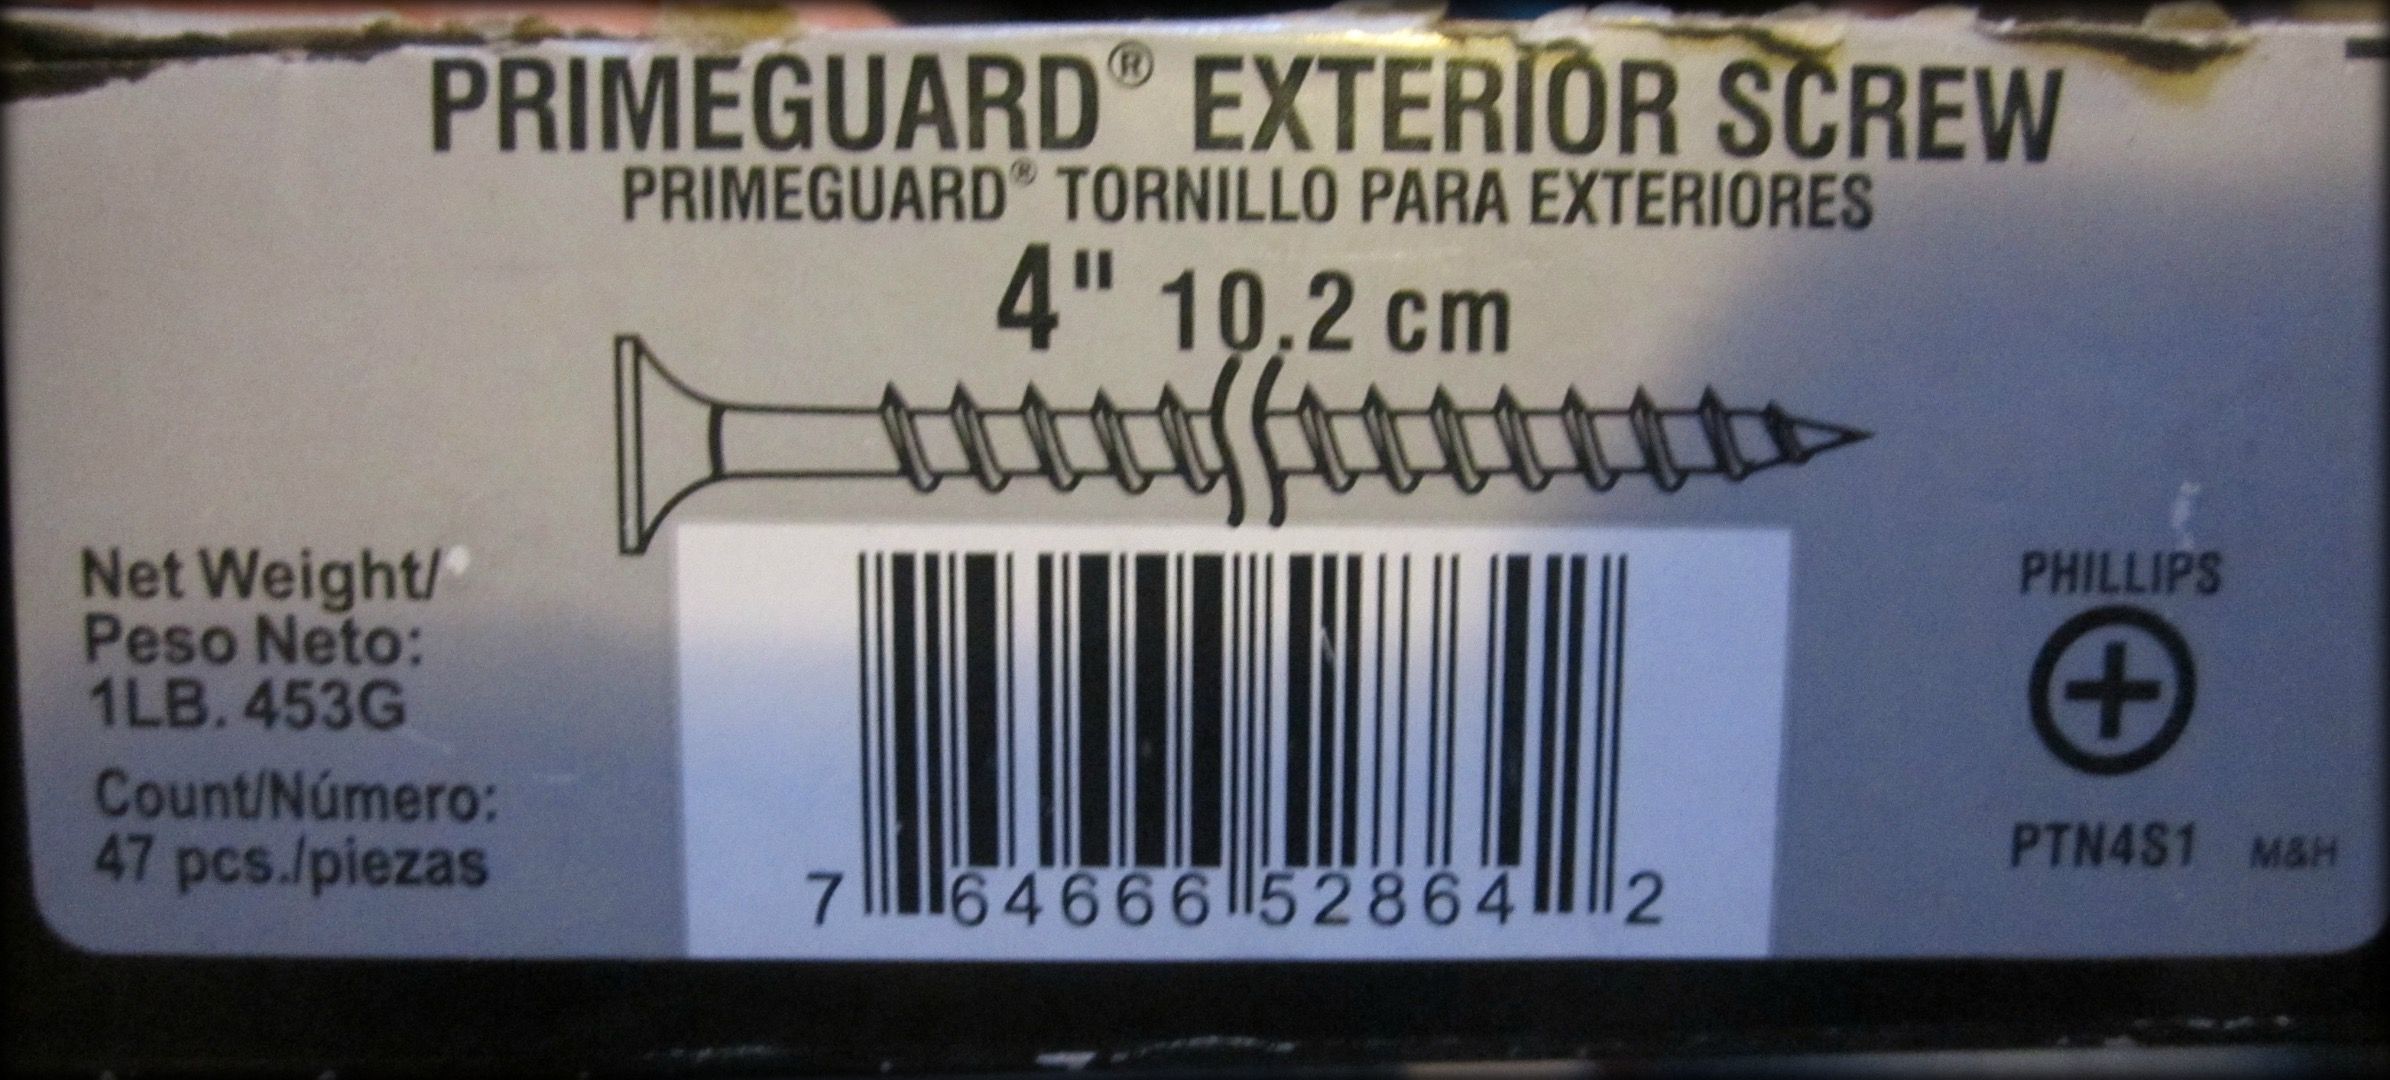 PRIMEGUARD® EXTERIOR SCREW
PRIMEGUARD® TORNILLO PARA EXTERIORES
4" 10.2 cm
Net Weight/
Peso Neto:
1LB. 453G
Count/Número:
47 pcs./piezas
7 64666 52864 2
PHILLIPS
PTN4S1 M&H